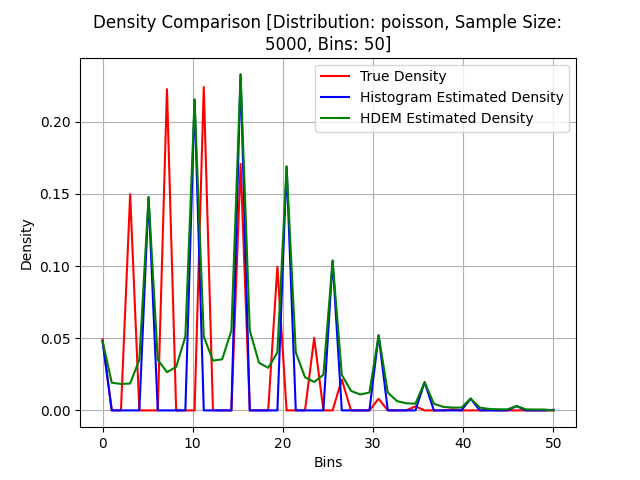 Density Comparison [Distribution: poisson, Sample Size:
5000, Bins: 50]
True Density
Histogram Estimated Density
HDEM Estimated Density
Density
0.20
0.15
0.10
0.05
0.00
0 10 20 30 40 50
Bins